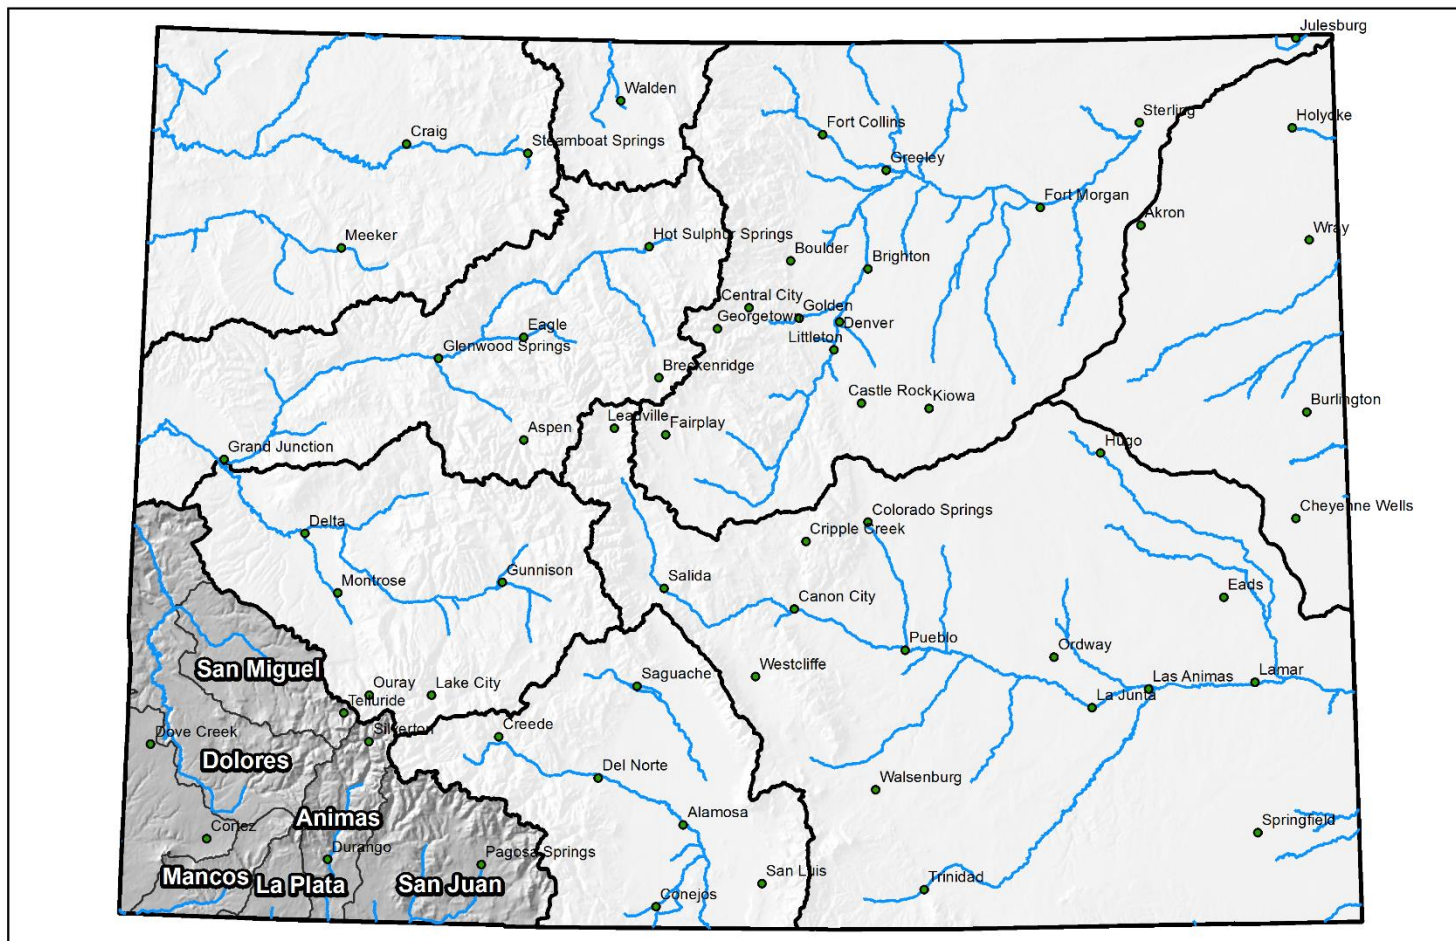 Julesburg
Walden
Sterling
Holyoke
Fort Collins
Craig
Steamboat Springs
Greeley
Fort Morgan
Akron
Wray
Meeker
Hot Sulphur Springs
Boulder
Brighton
Central City
Golden
Georgetown
Denver
Eagle
Littleton
Glenwood Springs
Breckenridge
Castle Rock
Kiowa
Burlington
Leadville
Fairplay
Aspen
Hugo
Grand Junction
Cheyenne Wells
Delta
Colorado Springs
Cripple Creek
Gunnison
Montrose
Salida
Eads
Canon City
Pueblo
Ordway
San Miguel
Westcliffe
Saguache
Las Animas
Lamar
Ouray
Lake City
La Junta
Telluride
Creede
Silverton
Dove Creek
Dolores
Del Norte
Walsenburg
Animas
Alamosa
Springfield
Cortez
Durango
Pagosa Springs
Mancos
La Plata
San Juan
San Luis
Trinidad
Conejos